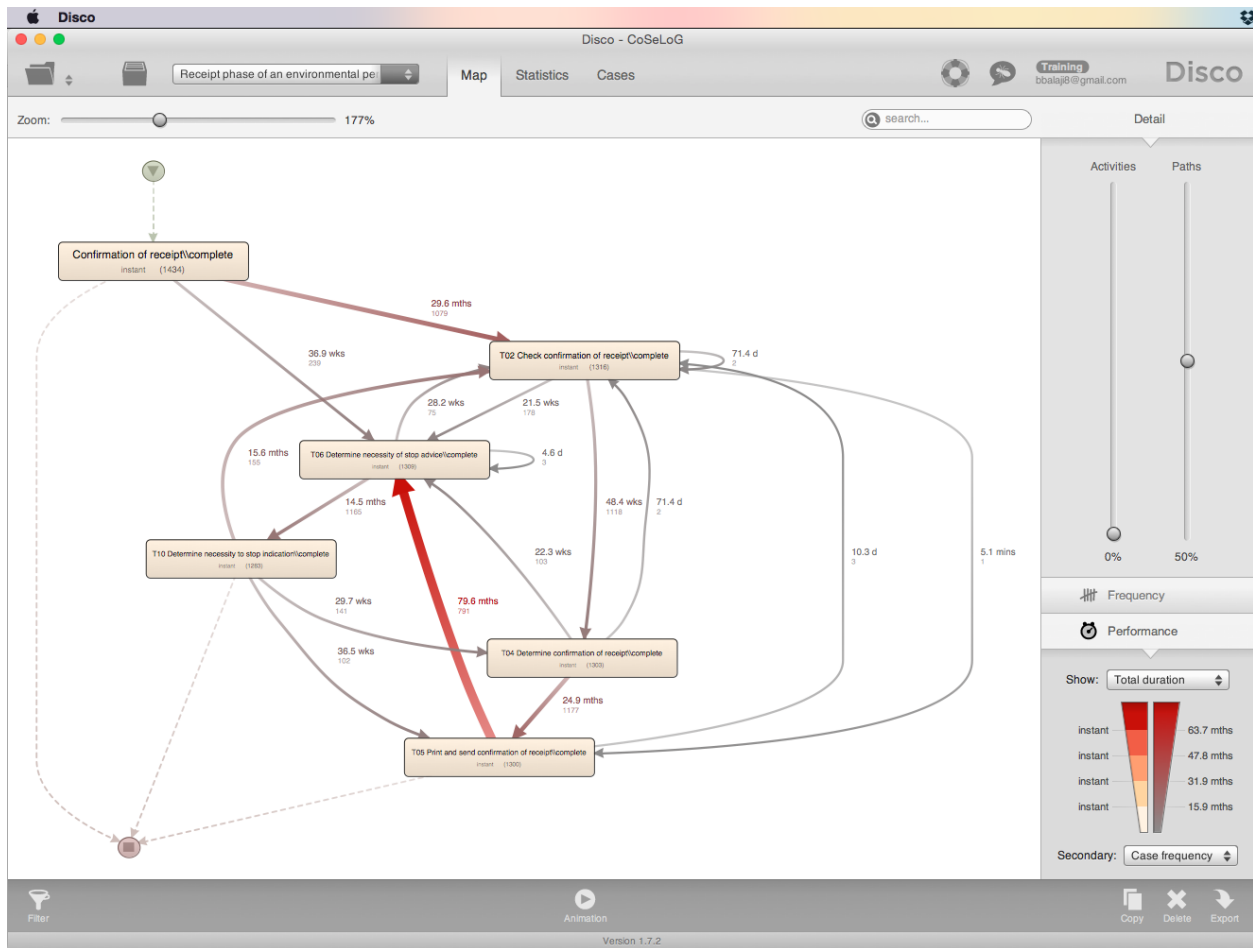 Disco
Disco - CoSeLoG
Receipt phase of an environmental pe
Map
Statistics
Cases
Training
bbalaji8@gmail.com
Disco
Zoom:
177%
search...
Detail
Activities
Paths
Confirmation of receipt\\complete
instant (1434)
29.6 mths
1079
36.9 wks
239
T02 Check confirmation of receipt\\complete
instant (1316)
71.4 d
2
28.2 wks
75
21.5 wks
178
15.6 mths
155
T06 Determine necessity of stop advice\\complete
instant (1309)
4.6 d
3
14.5 mths
1165
48.4 wks
1118
71.4 d
2
T10 Determine necessity to stop indication\\complete
instant (1283)
22.3 wks
103
10.3 d
3
5.1 mins
1
0%
50%
29.7 wks
141
79.6 mths
791
36.5 wks
102
T04 Determine confirmation of receipt\\complete
instant (1303)
24.9 mths
1177
T05 Print and send confirmation of receipt\\complete
instant (1300)
Frequency
Performance
Show:
Total duration
instant
63.7 mths
instant
47.8 mths
instant
31.9 mths
instant
15.9 mths
Secondary:
Case frequency
Filter
Animation
Copy
Delete
Export
Version 1.7.2